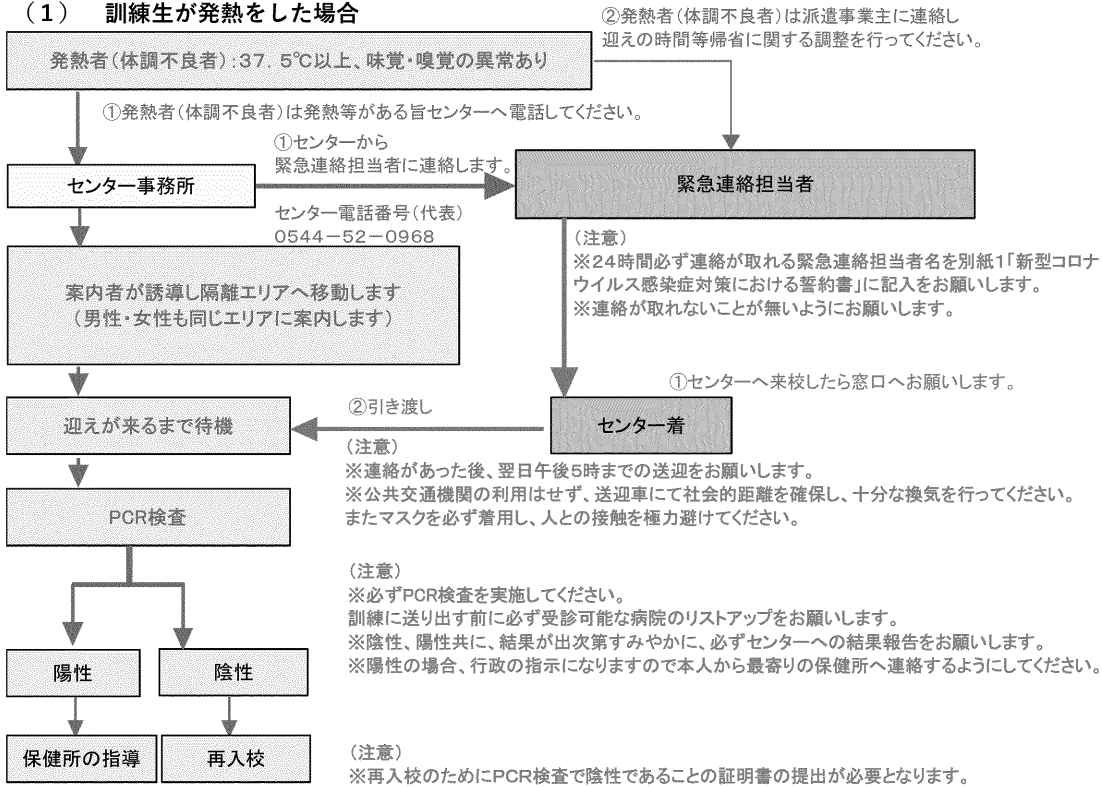 （１）　訓練生が発熱をした場合
②発熱者（体調不良者）は派遣事業主に連絡し
迎えの時間等帰省に関する調整を行ってください。
発熱者（体調不良者）：３７．５℃以上、味覚・嗅覚の異常あり
①発熱者（体調不良者）は発熱等がある旨センターへ電話してください。
①センターから
緊急連絡担当者に連絡します。
センター事務所
緊急連絡担当者
センター電話番号（代表）
０５４４－５２－０９６８
（注意）
※２４時間必ず連絡が取れる緊急連絡担当者名を別紙１「新型コロナ
ウイルス感染症対策における誓約書」に記入をお願いします。
※連絡が取れないことが無いようにお願いします。
案内者が誘導し隔離エリアへ移動します
（男性・女性も同じエリアに案内します）
①センターへ来校したら窓口へお願いします。
迎えが来るまで待機
②引き渡し
センター着
（注意）
※連絡があった後、翌日午後５時までの送迎をお願いします。
※公共交通機関の利用はせず、送迎車にて社会的距離を確保し、十分な換気を行ってください。
またマスクを必ず着用し、人との接触を極力避けてください。
PCR検査
（注意）
※必ずPCR検査を実施してください。
訓練に送り出す前に必ず受診可能な病院のリストアップをお願いします。
※陰性、陽性共に、結果が出次第すみやかに、必ずセンターへの結果報告をお願いします。
※陽性の場合、行政の指示になりますので本人から最寄りの保健所へ連絡するようにしてください。
陽性
陰性
保健所の指導
再入校
（注意）
※再入校のためにPCR検査で陰性であることの証明書の提出が必要となります。